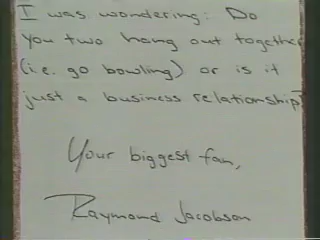 I was wondering: Do
you two hang out together
(i.e. go bowling) or is it
just a business relationship?
Your biggest fan,
Raymond Jacobson